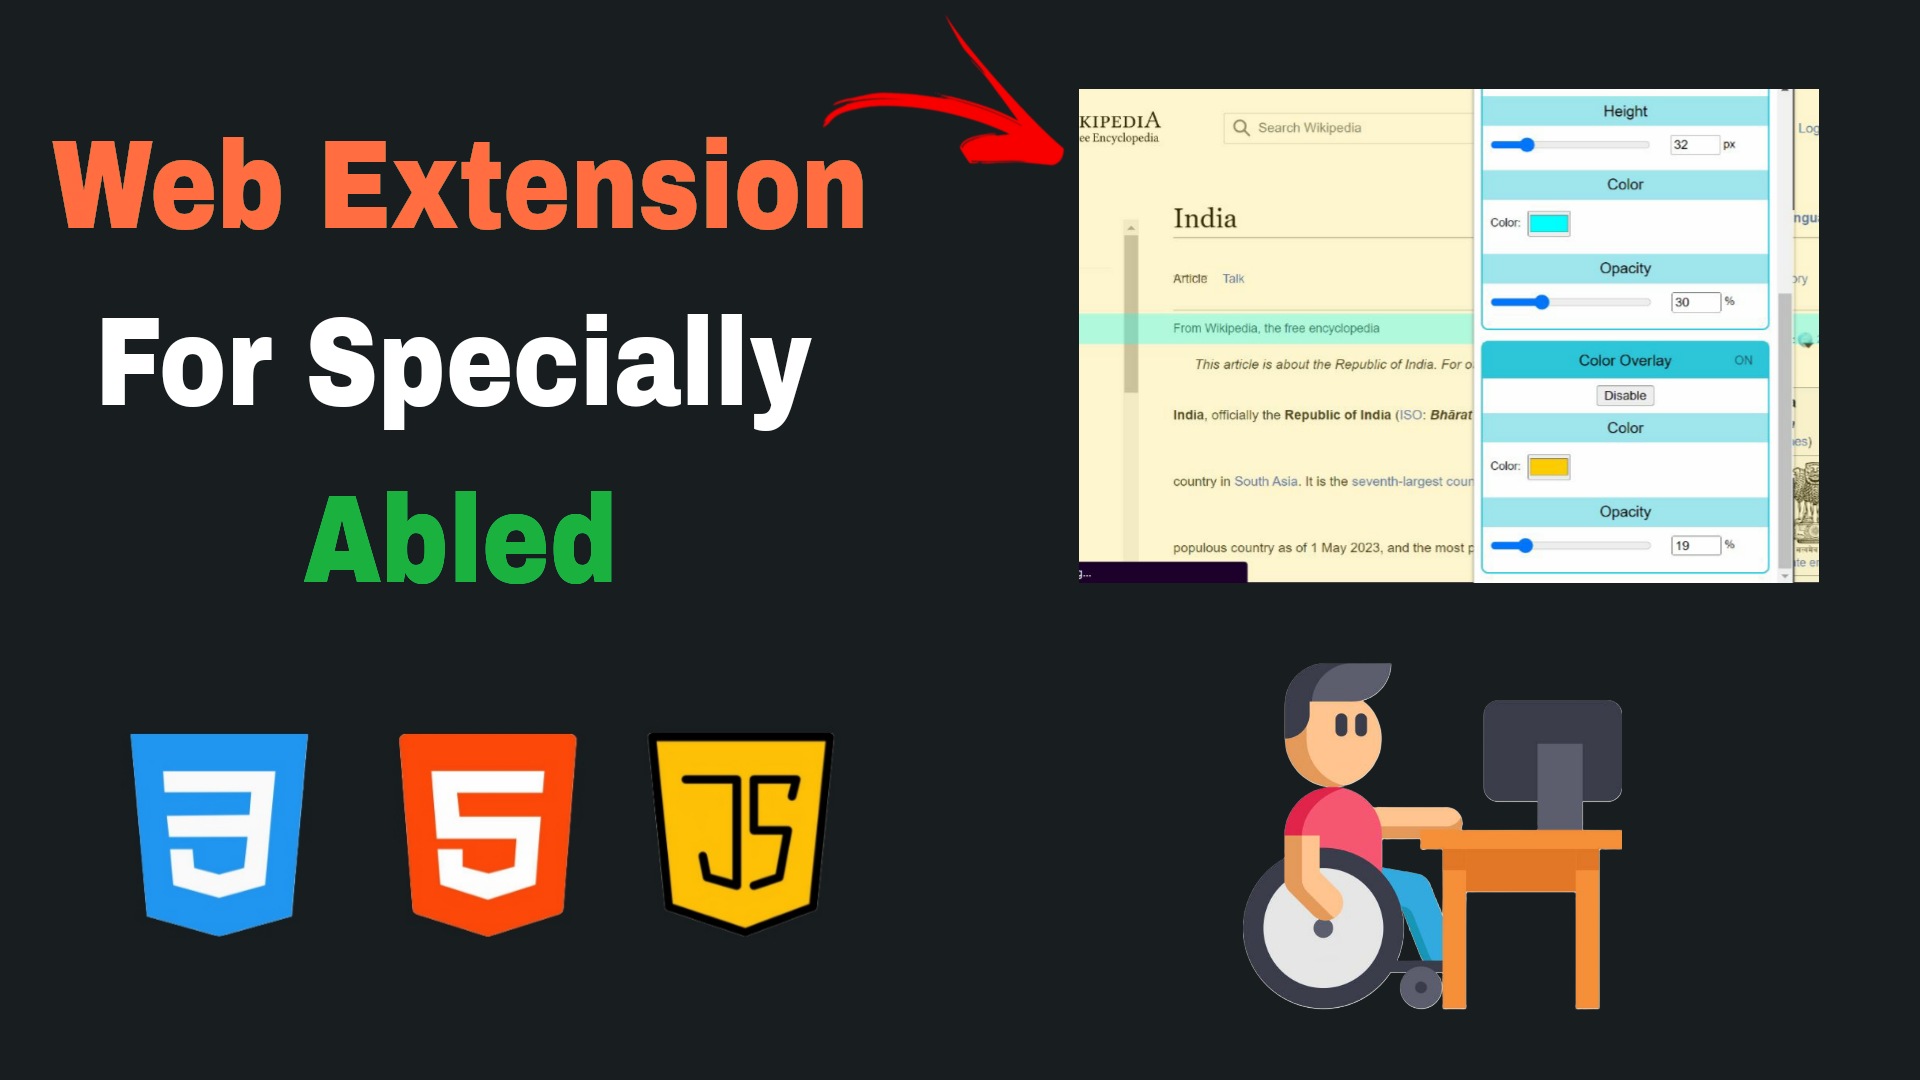 Web Extension
For Specially
Abled
KIPEDIA
ee Encyclopedia
Search Wikipedia
India
Article Talk
From Wikipedia, the free encyclopedia
This article is about the Republic of India. For o
India, officially the Republic of India (ISO: Bhārat
country in South Asia. It is the seventh-largest coun
populous country as of 1 May 2023, and the most p
g...
Height
32 px
Color
Color:
Opacity
30 %
Color Overlay ON
Disable
Color
Color:
Opacity
19 %
Log
ngua
ory
es)
ate en
JS